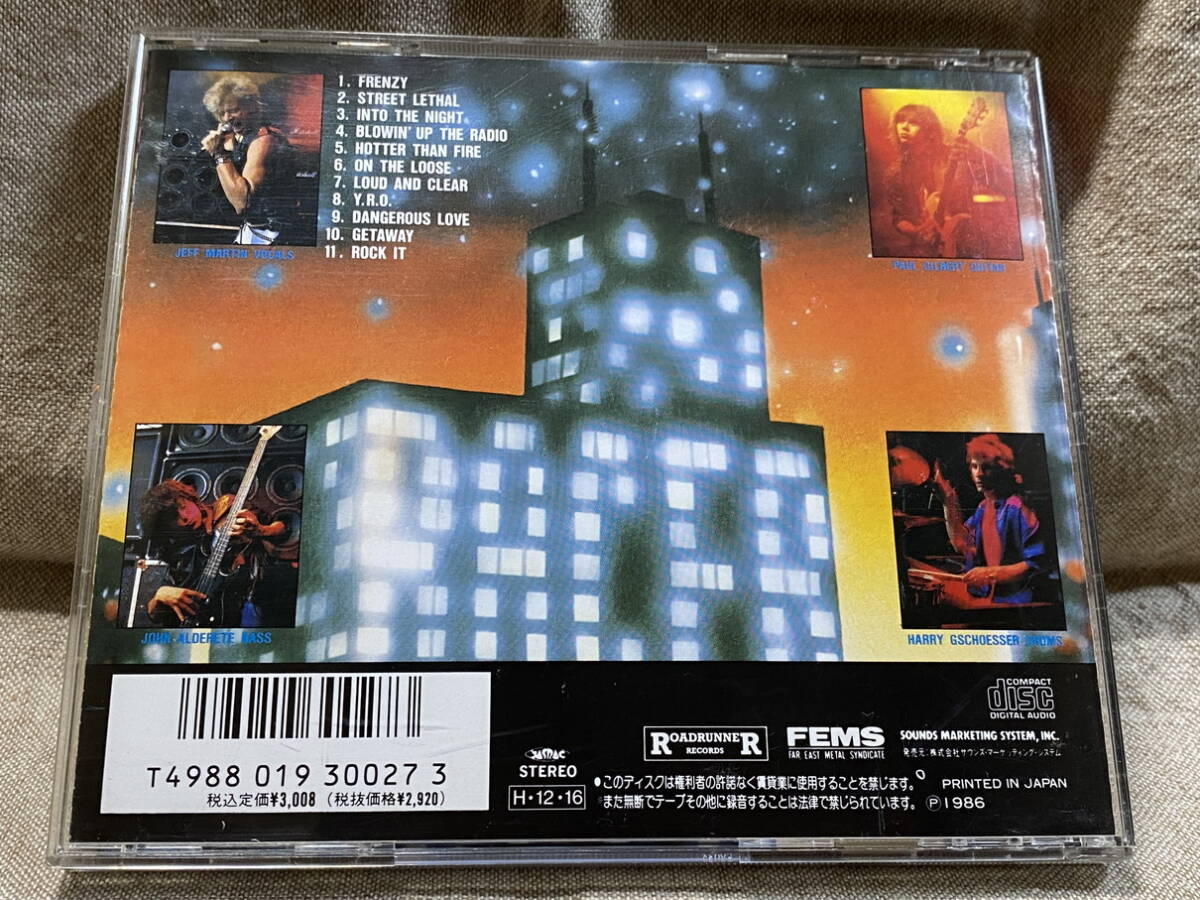 1. FRENZY
2. STREET LETHAL
3. INTO THE NIGHT
4. BLOWIN' UP THE RADIO
5. HOTTER THAN FIRE
6. ON THE LOOSE
7. LOUD AND CLEAR
8. Y.R.O.
9. DANGEROUS LOVE
10. GETAWAY
11. ROCK IT
JEFF MARTIN VOCALS
PAUL GILBERT GUITAR
JOHN ALDERETE BASS
HARRY GSCHOESSER DRUMS
T4988 019 30027 3
税込定価¥3,008 (税抜価格¥2,920)
JASRAC
STEREO
H・12・16
ROADRUNNER
RECORDS
FEMS
FAR EAST METAL SYNDICATE
COMPACT
disc
DIGITAL AUDIO
SOUNDS MARKETING SYSTEM, INC.
発売元:株式会社サウンズ・マーケッティング・システム
●このディスクは権利者の許諾なく賃貸業に使用することを禁じます。
また無断でテープその他に録音することは法律で禁じられています。
PRINTED IN JAPAN
Ⓟ1986